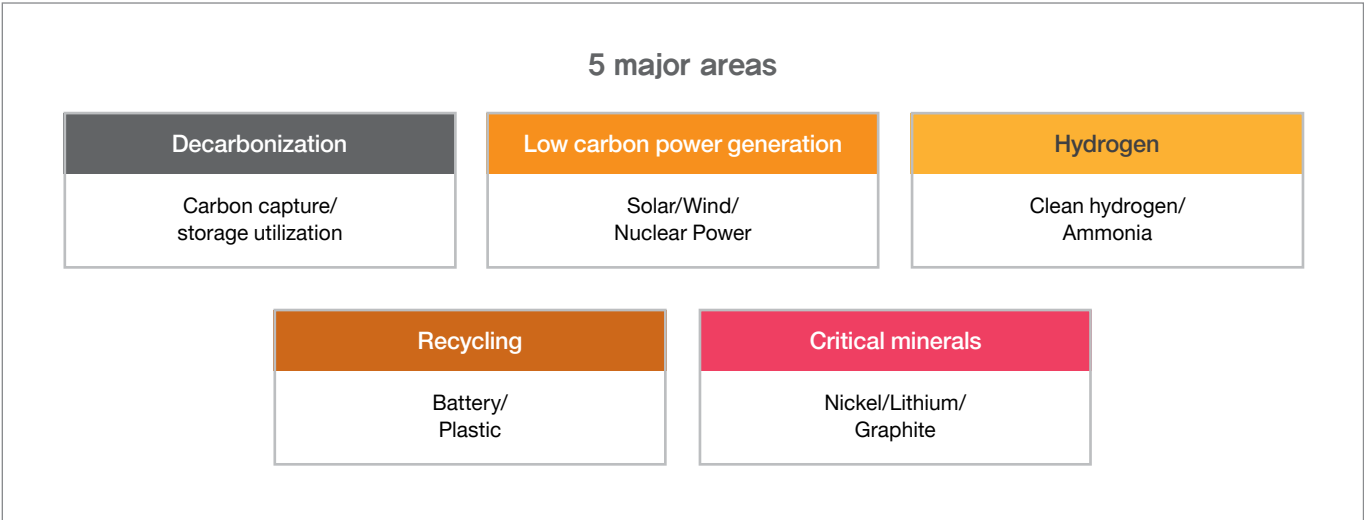 5 major areas
Decarbonization
Carbon capture/
storage utilization
Low carbon power generation
Solar/Wind/
Nuclear Power
Hydrogen
Clean hydrogen/
Ammonia
Recycling
Battery/
Plastic
Critical minerals
Nickel/Lithium/
Graphite